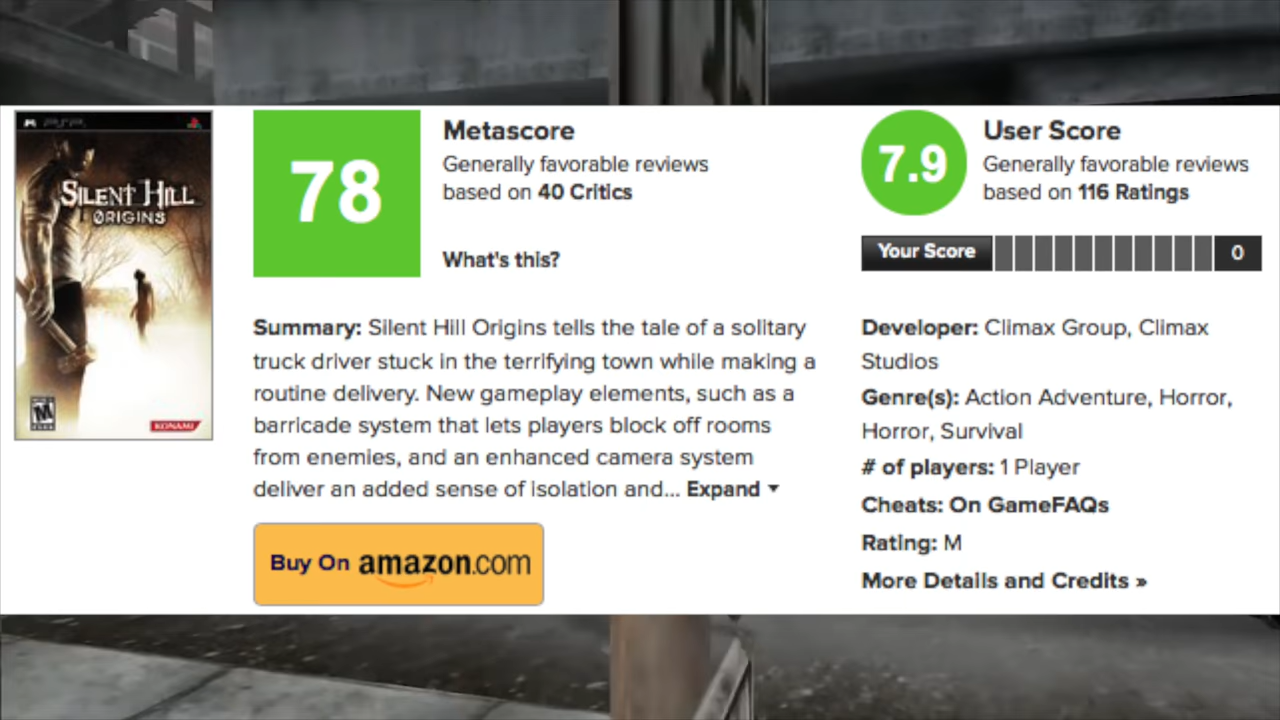 PSP
SILENT HILL
ORIGINS
M
KONAMI
78
Metascore
Generally favorable reviews
based on 40 Critics
What's this?
Summary: Silent Hill Origins tells the tale of a solitary
truck driver stuck in the terrifying town while making a
routine delivery. New gameplay elements, such as a
barricade system that lets players block off rooms
from enemies, and an enhanced camera system
deliver an added sense of isolation and... Expand
Buy On amazon.com
7.9
User Score
Generally favorable reviews
based on 116 Ratings
Your Score 0
Developer: Climax Group, Climax
Studios
Genre(s): Action Adventure, Horror,
Horror, Survival
# of players: 1 Player
Cheats: On GameFAQs
Rating: M
More Details and Credits »